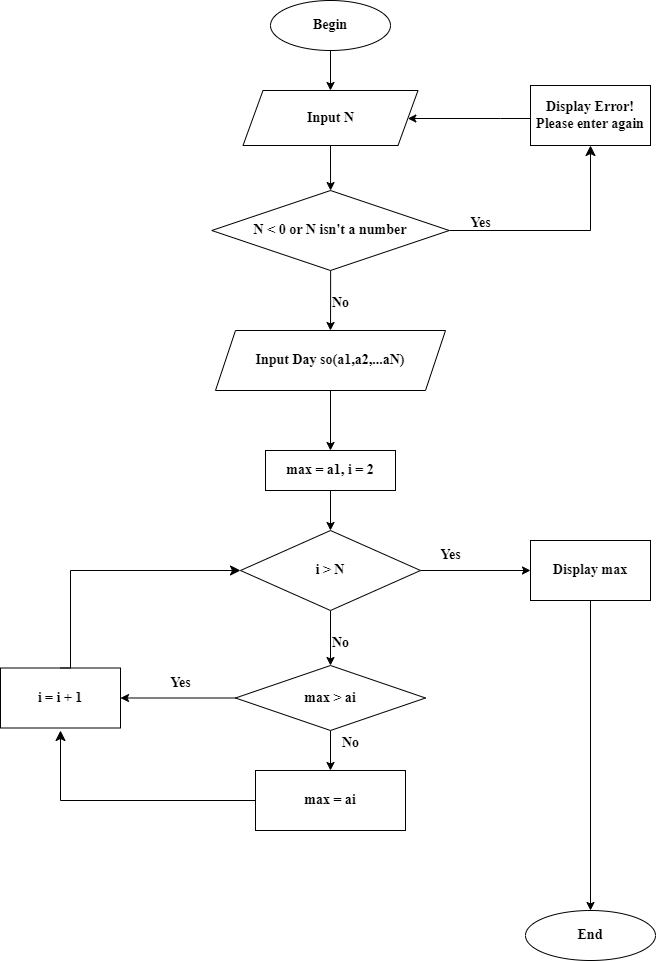 Begin
Input N
Display Error!
Please enter again
N < 0 or N isn't a number
Yes
No
Input Day so(a1,a2,...aN)
max = a1, i = 2
i > N
Yes
Display max
No
i = i + 1
Yes
max > ai
No
max = ai
End